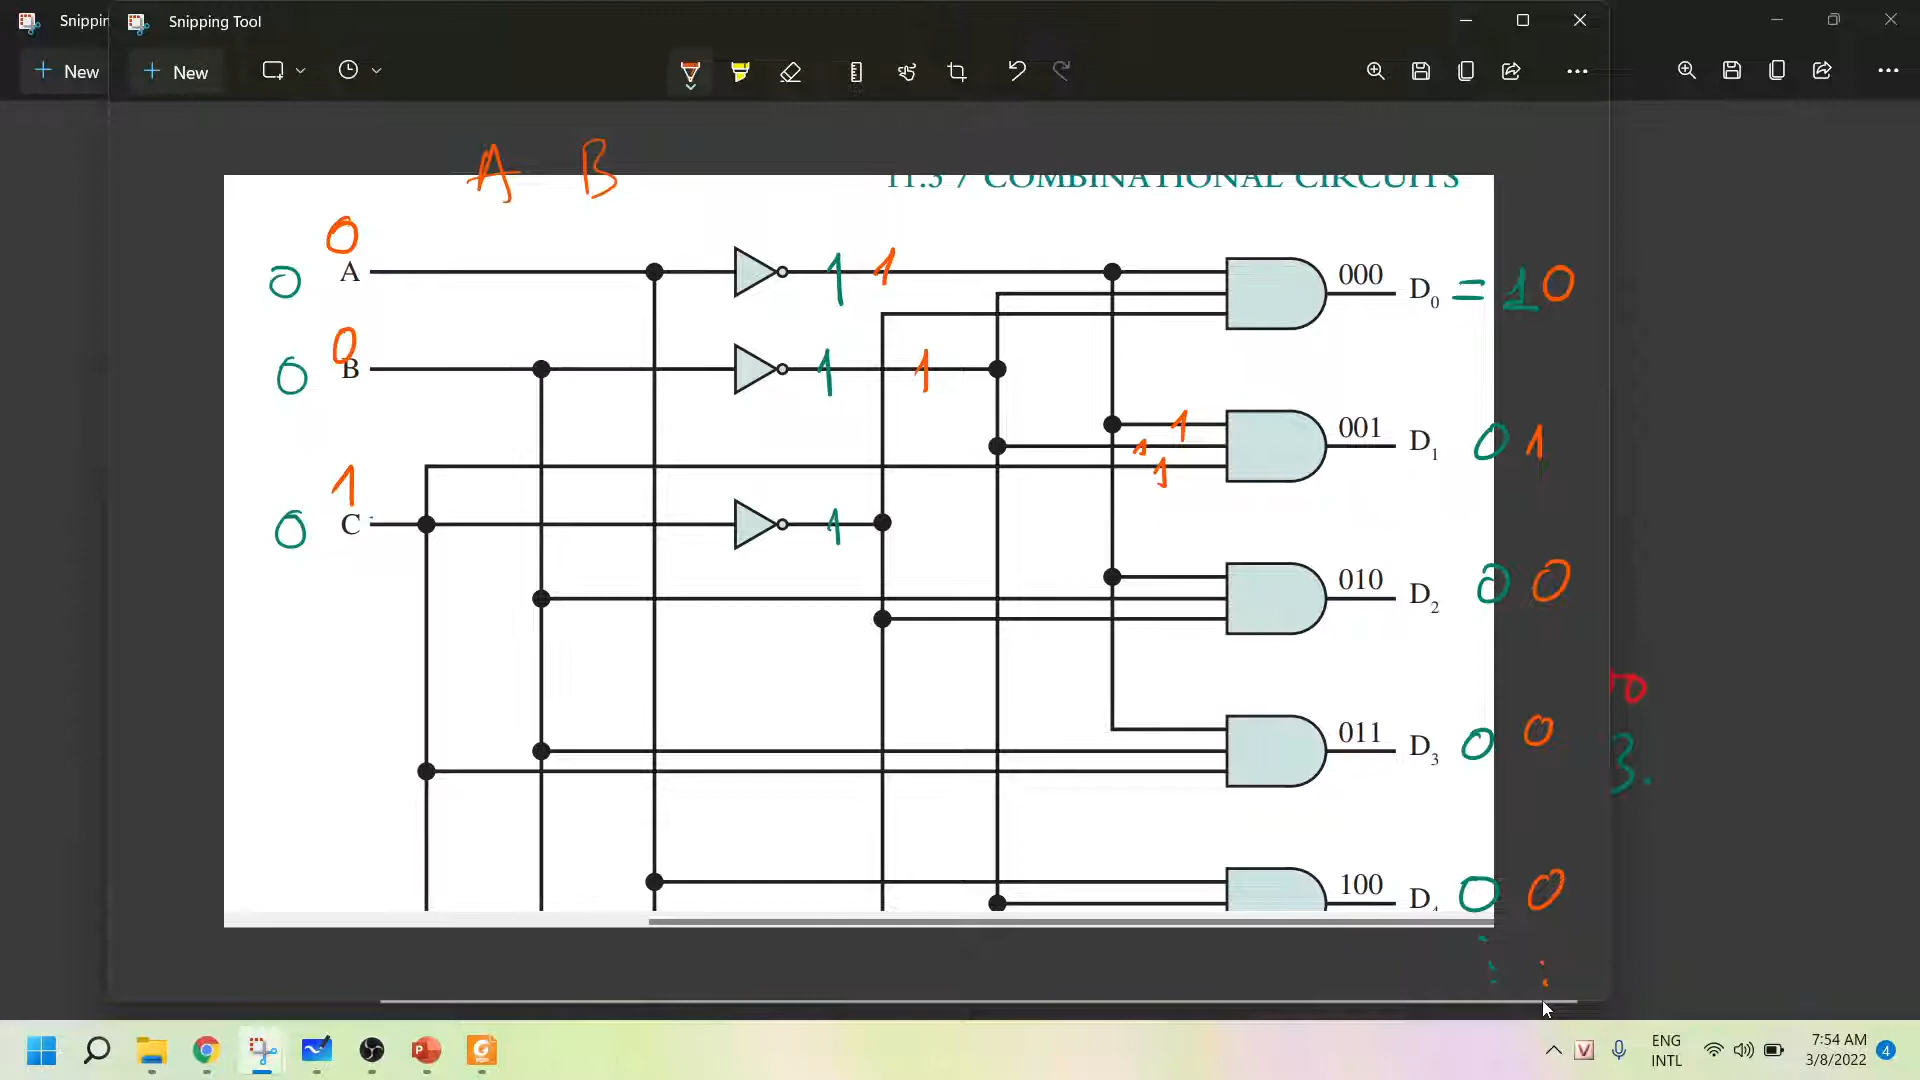 Snippin
Snipping Tool
New
New
A B
11.3 / COMBINATIONAL CIRCUITS
0
0 A 1 1 000 D0 = 1 0
0
0 B 1 1
1 001 D1 0 1
1
1
1
0 C 1
010 D2 0 0
011 D3 0 0
3.
100 D4 0 0
ENG
INTL
7:54 AM
3/8/2022
4